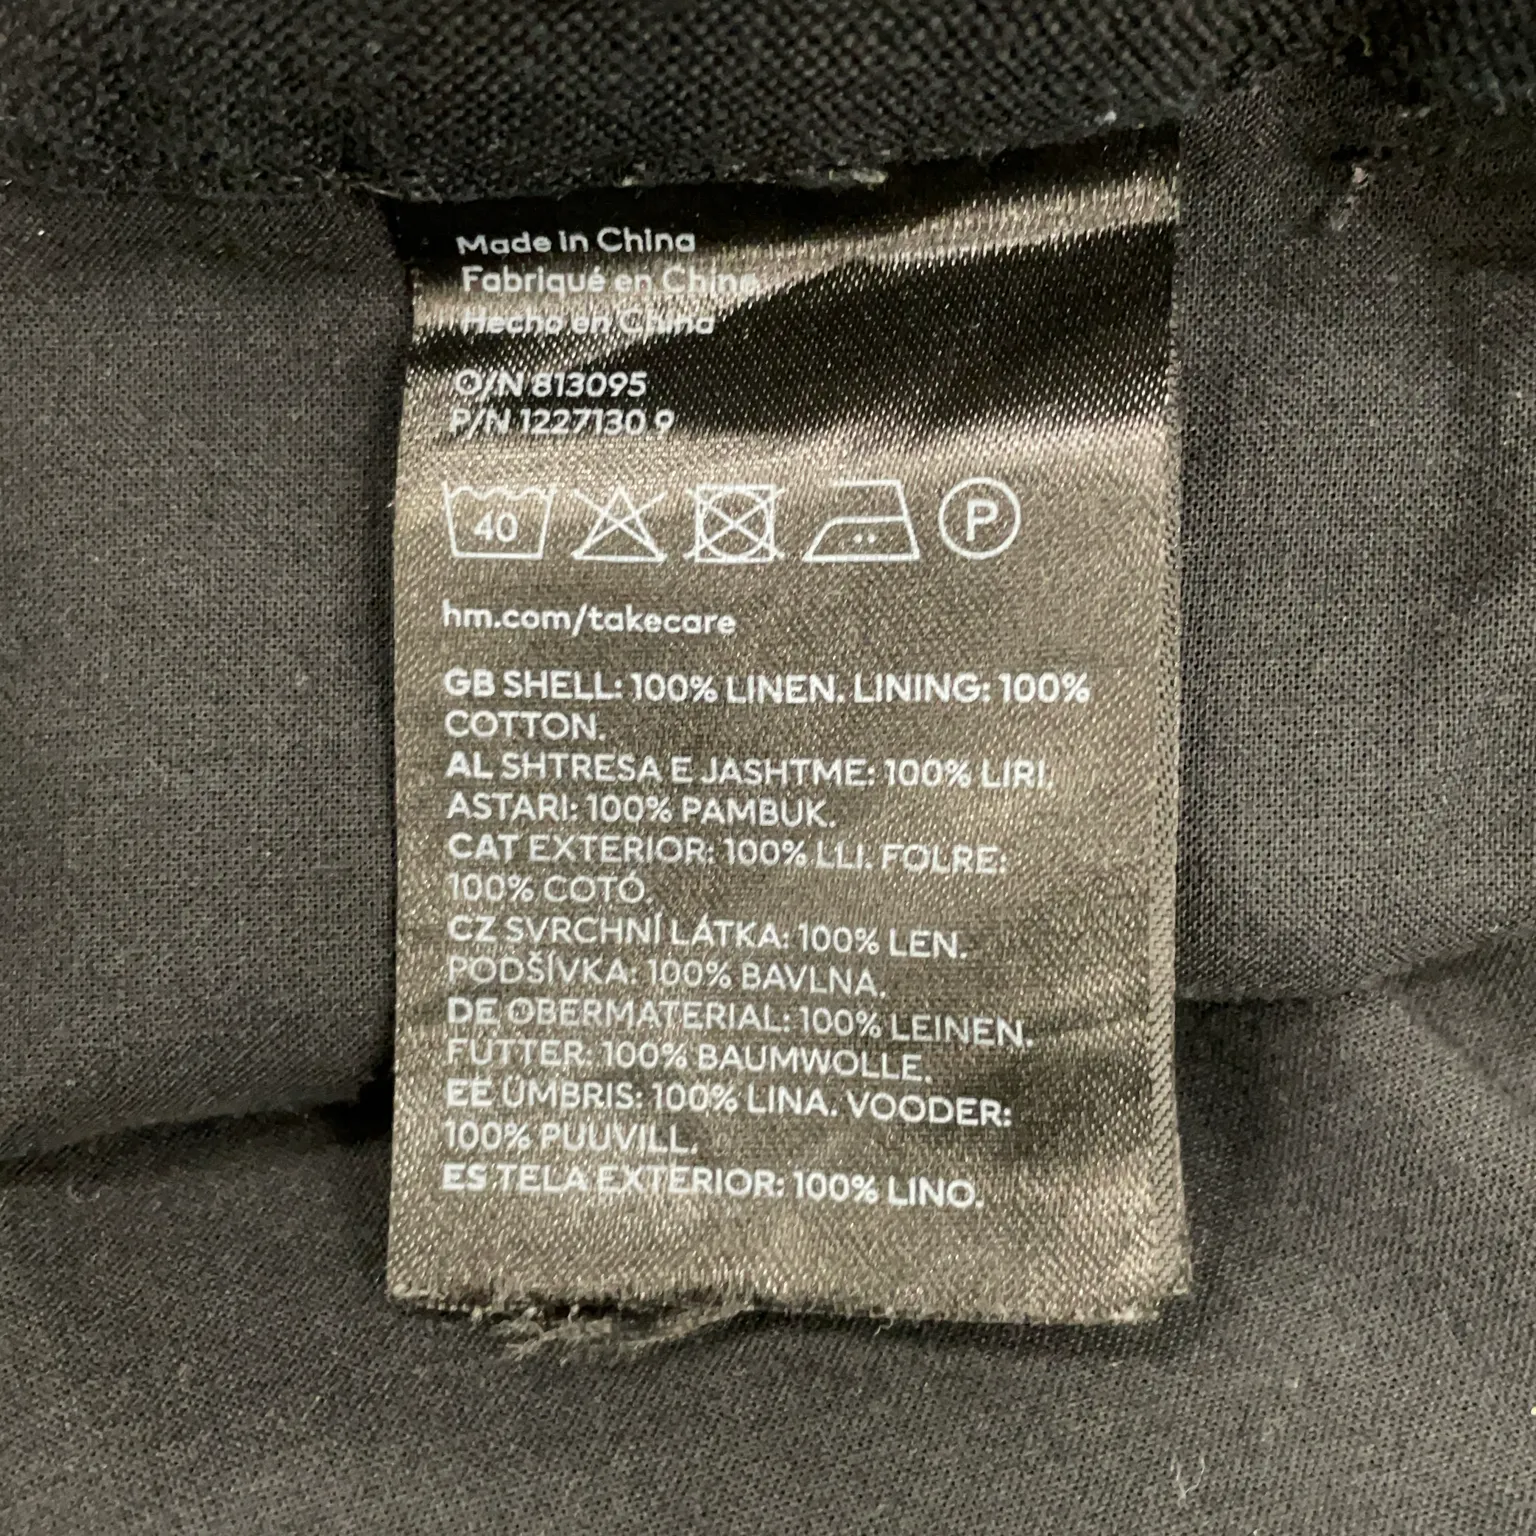 Made in China
Fabriqué en Chine
Hecho en China
O/N 813095
P/N 1227130.9
40
P
hm.com/takecare
GB SHELL: 100% LINEN. LINING: 100%
COTTON.
AL SHTRESA E JASHTME: 100% LIRI.
ASTARI: 100% PAMBUK.
CAT EXTERIOR: 100% LLI. FOLRE:
100% COTÓ.
CZ SVRCHNÍ LÁTKA: 100% LEN.
PODŠÍVKA: 100% BAVLNA.
DE OBERMATERIAL: 100% LEINEN.
FUTTER: 100% BAUMWOLLE.
EE ÜMBRIS: 100% LINA. VOODER:
100% PUUVILL.
ES TELA EXTERIOR: 100% LINO.